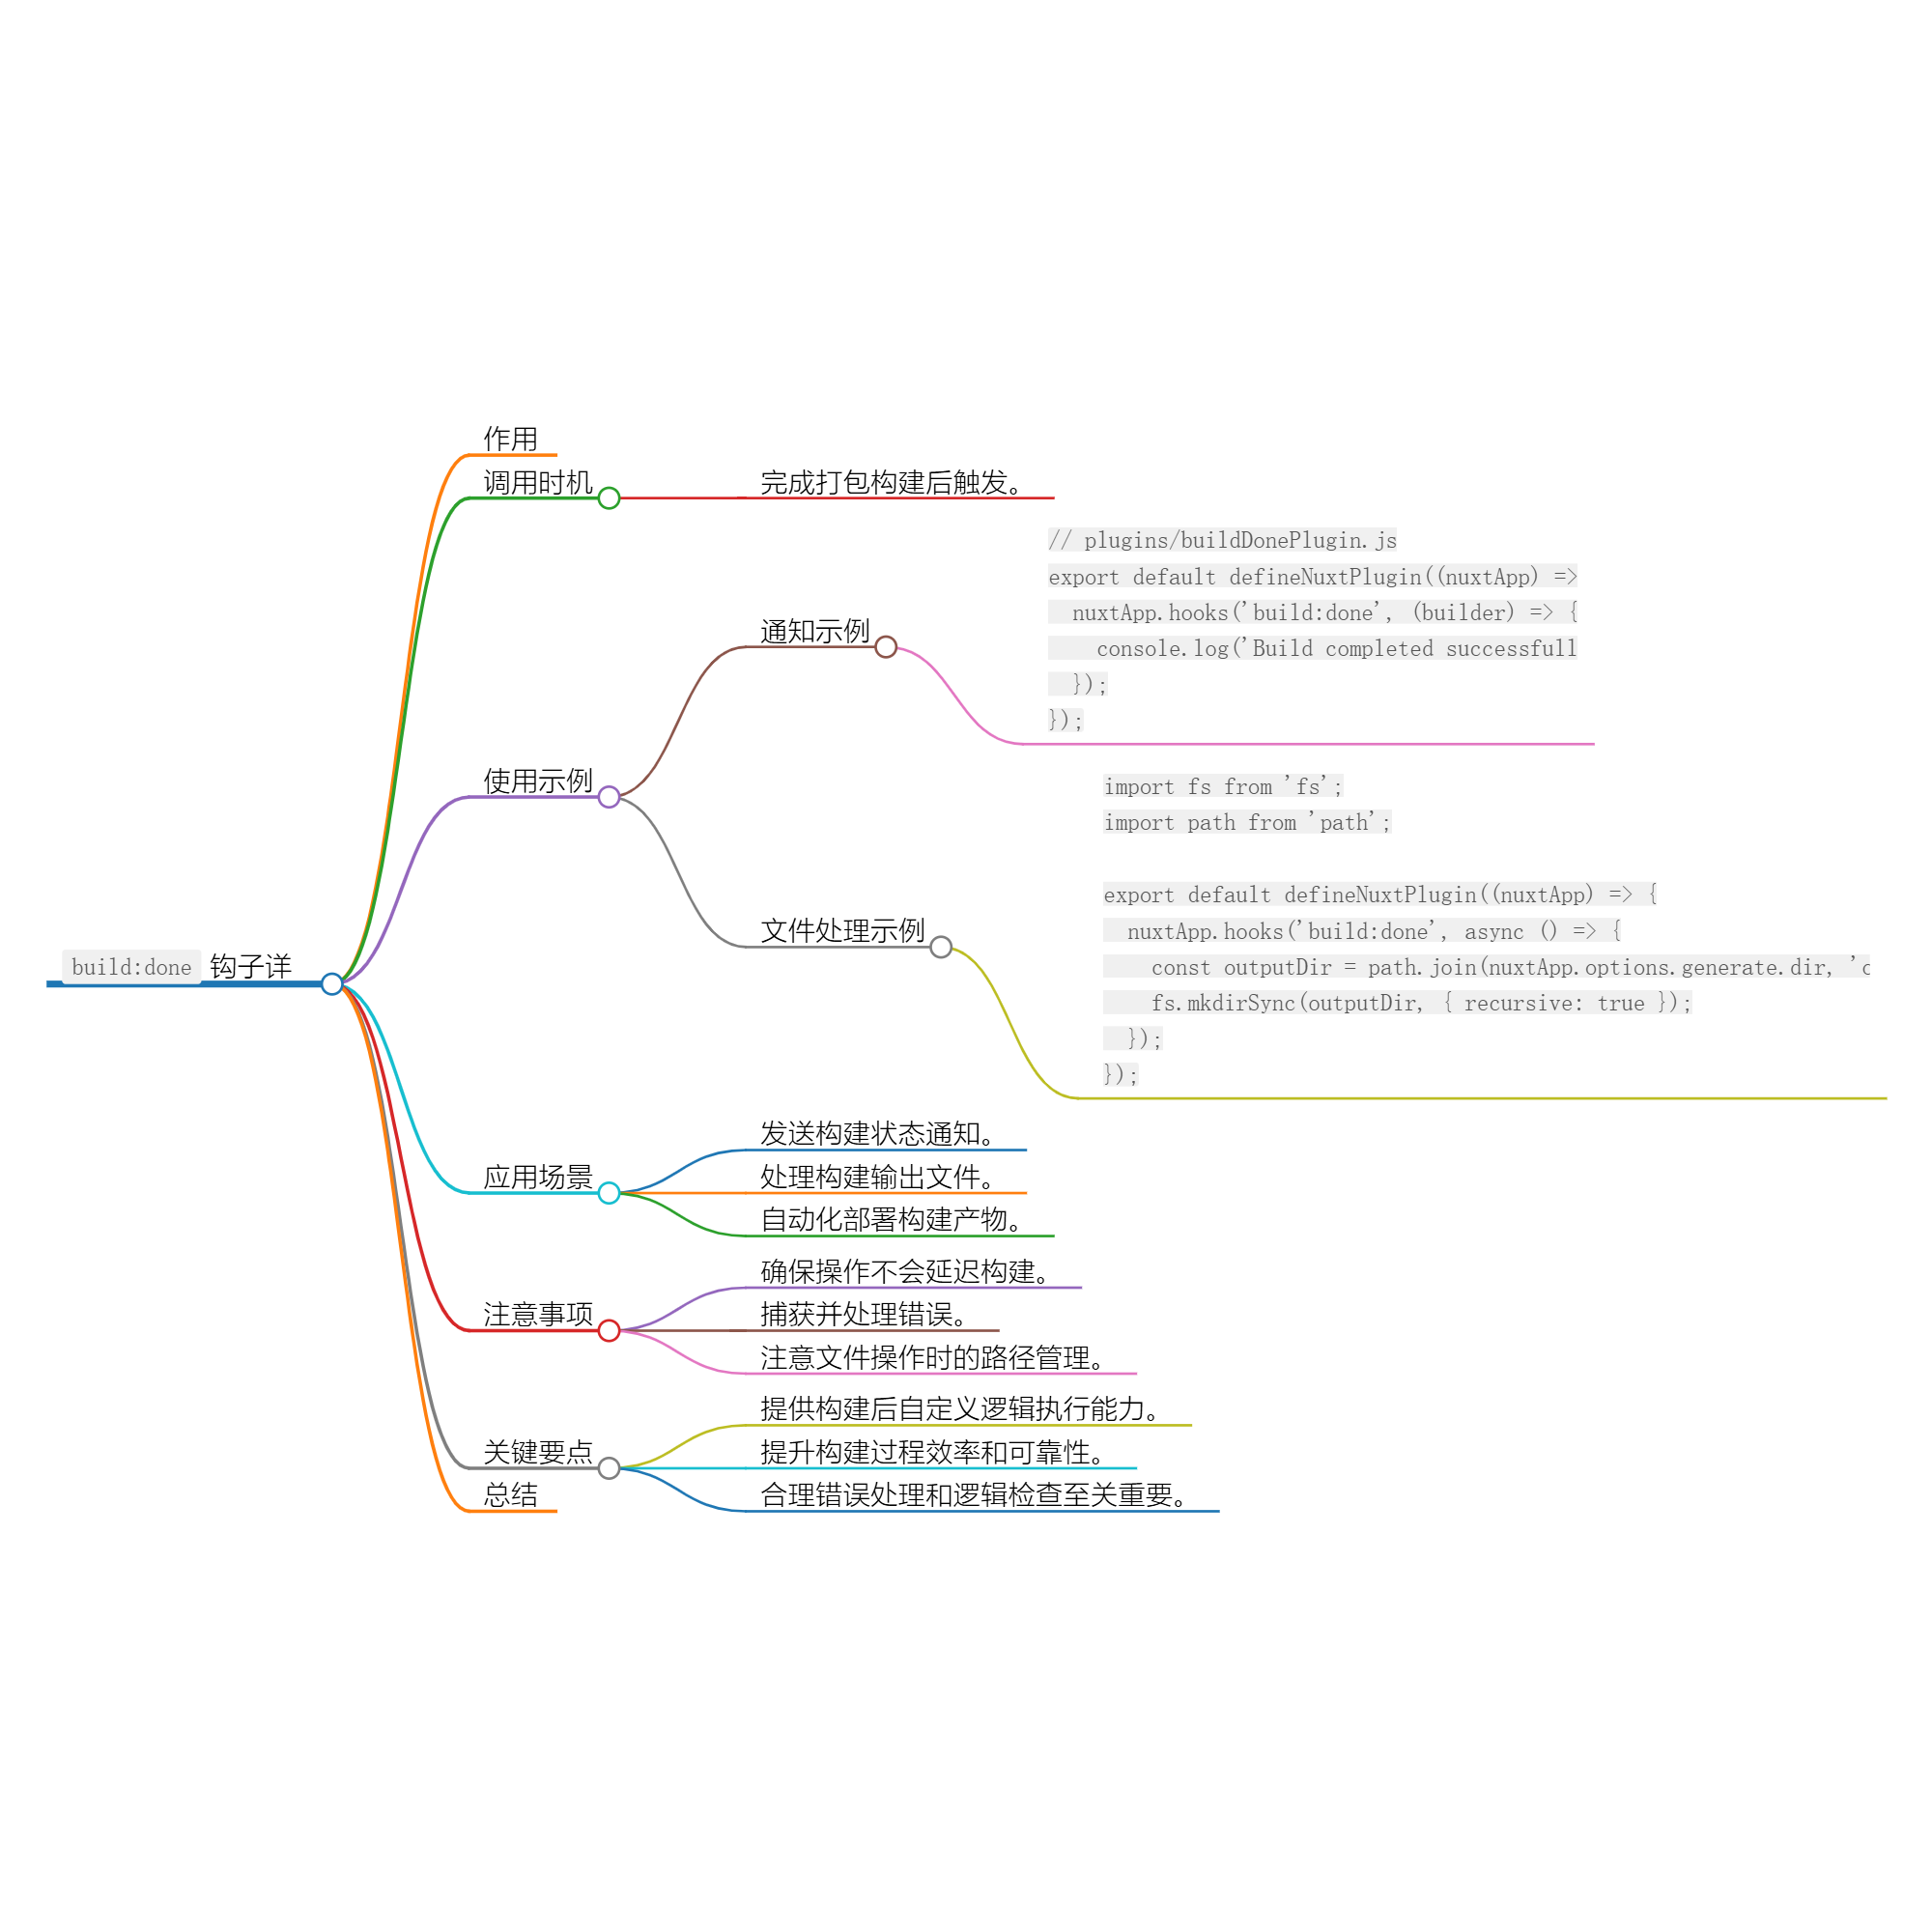 build:done 钩子详
作用
调用时机
完成打包构建后触发。
使用示例
通知示例
// plugins/buildDonePlugin.js
export default defineNuxtPlugin((nuxtApp) =>
  nuxtApp.hooks('build:done', (builder) => {
    console.log('Build completed successfull
  });
});
文件处理示例
import fs from 'fs';
import path from 'path';
export default defineNuxtPlugin((nuxtApp) => {
  nuxtApp.hooks('build:done', async () => {
    const outputDir = path.join(nuxtApp.options.generate.dir, '
    fs.mkdirSync(outputDir, { recursive: true });
  });
});
应用场景
发送构建状态通知。
处理构建输出文件。
自动化部署构建产物。
注意事项
确保操作不会延迟构建。
捕获并处理错误。
注意文件操作时的路径管理。
关键要点
提供构建后自定义逻辑执行能力。
提升构建过程效率和可靠性。
合理错误处理和逻辑检查至关重要。
总结